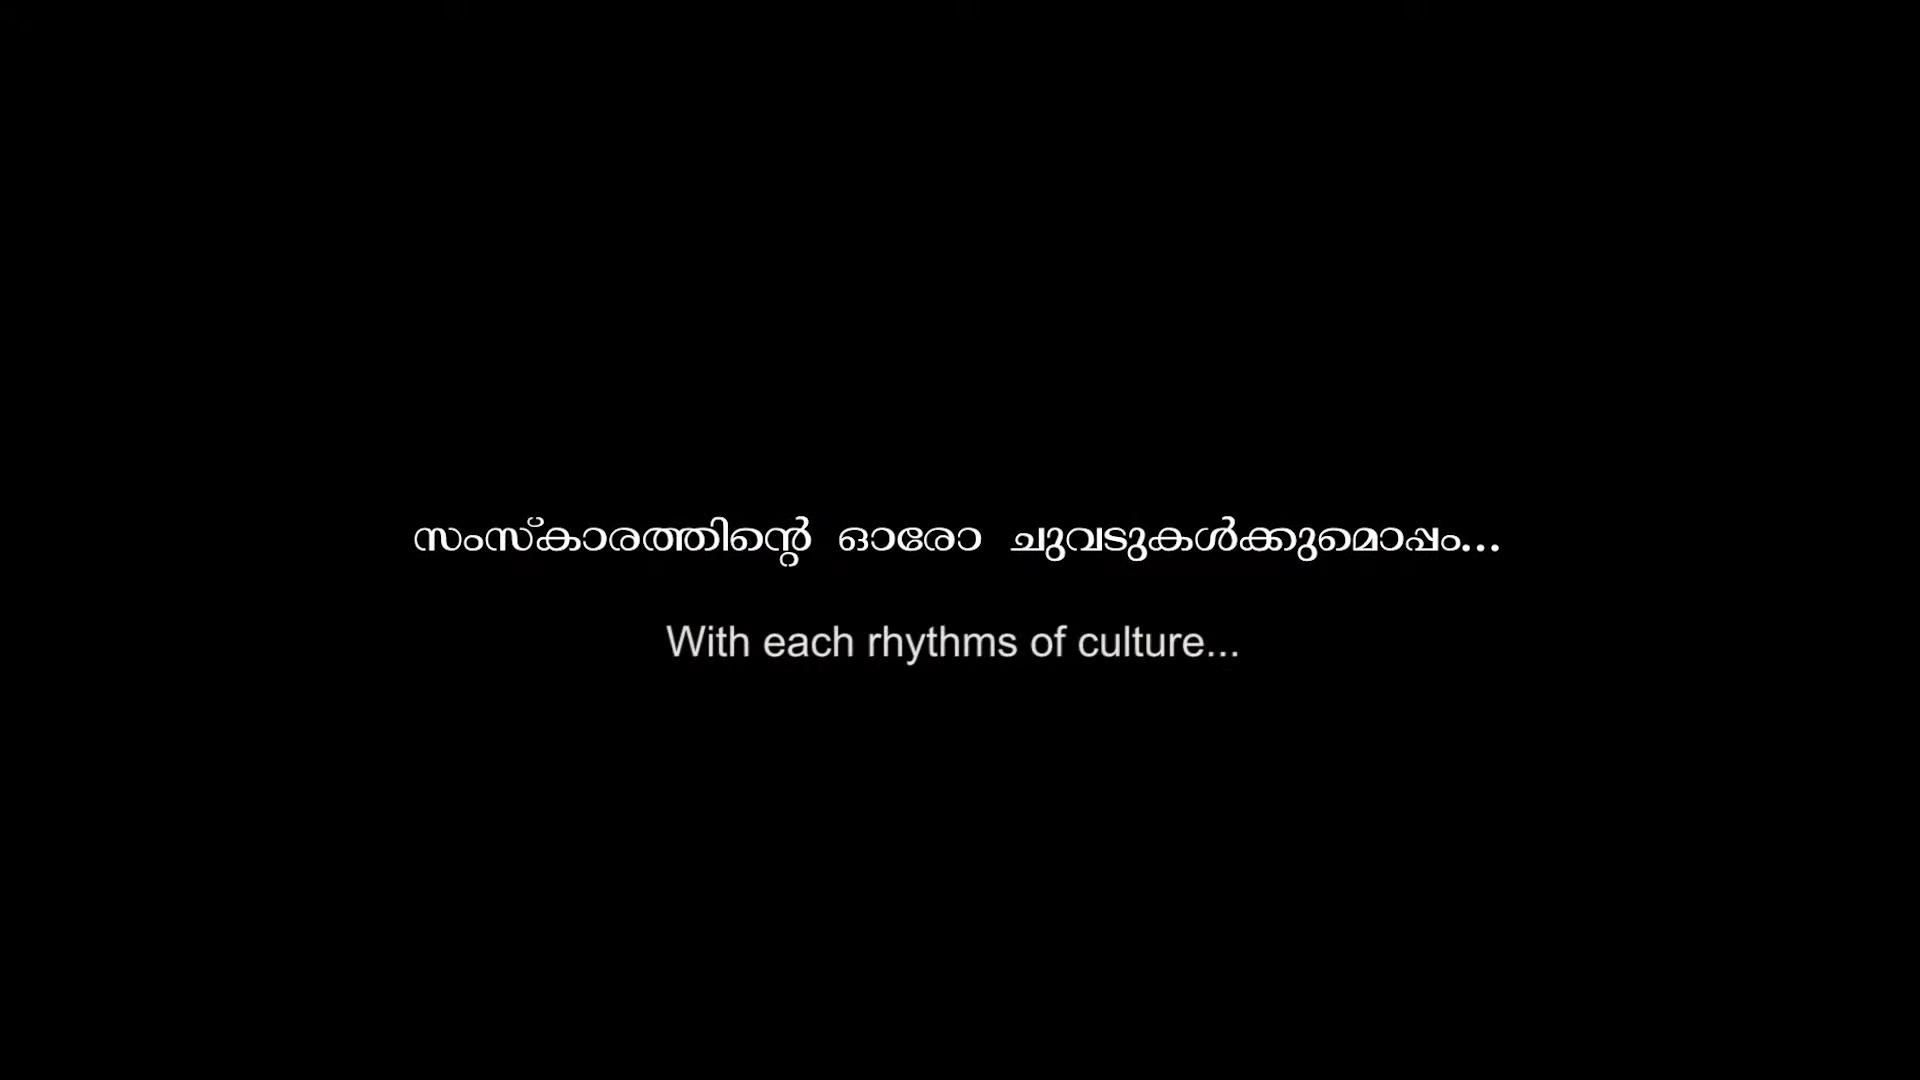 സംസ്കാരത്തിന്റെ ഓരോ ചുവടുകൾക്കുമൊപ്പം...
With each rhythms of culture...